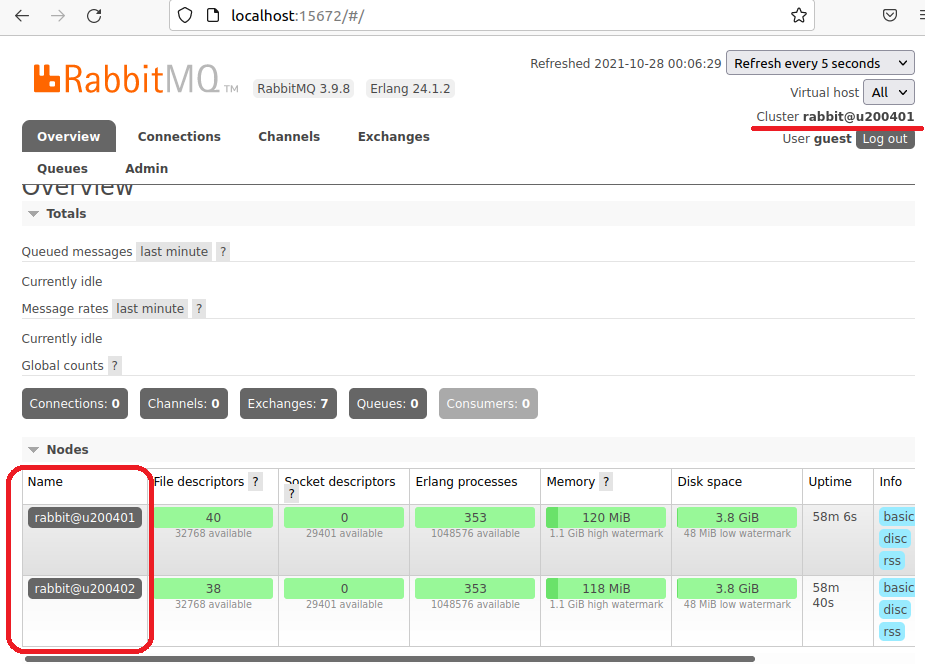 localhost:15672/#/
RabbitMQ TM RabbitMQ 3.9.8 Erlang 24.1.2
Refreshed 2021-10-28 00:06:29 Refresh every 5 seconds
Virtual host All
Cluster rabbit@u200401
User guest Log out
Overview Connections Channels Exchanges
Queues Admin
Overview
Totals
Queued messages last minute ?
Currently idle
Message rates last minute ?
Currently idle
Global counts ?
Connections: 0 Channels: 0 Exchanges: 7 Queues: 0 Consumers: 0
Nodes
Name File descriptors ? Socket descriptors ? Erlang processes Memory ? Disk space Uptime Info
rabbit@u200401 40 0 353 120 MiB 3.8 GiB 58m 6s basic
32768 available 29401 available 1048576 available 1.1 GiB high watermark 48 MiB low watermark
disc
rss
rabbit@u200402 38 0 353 118 MiB 3.8 GiB 58m 40s basic
32768 available 29401 available 1048576 available 1.1 GiB high watermark 48 MiB low watermark
disc
rss